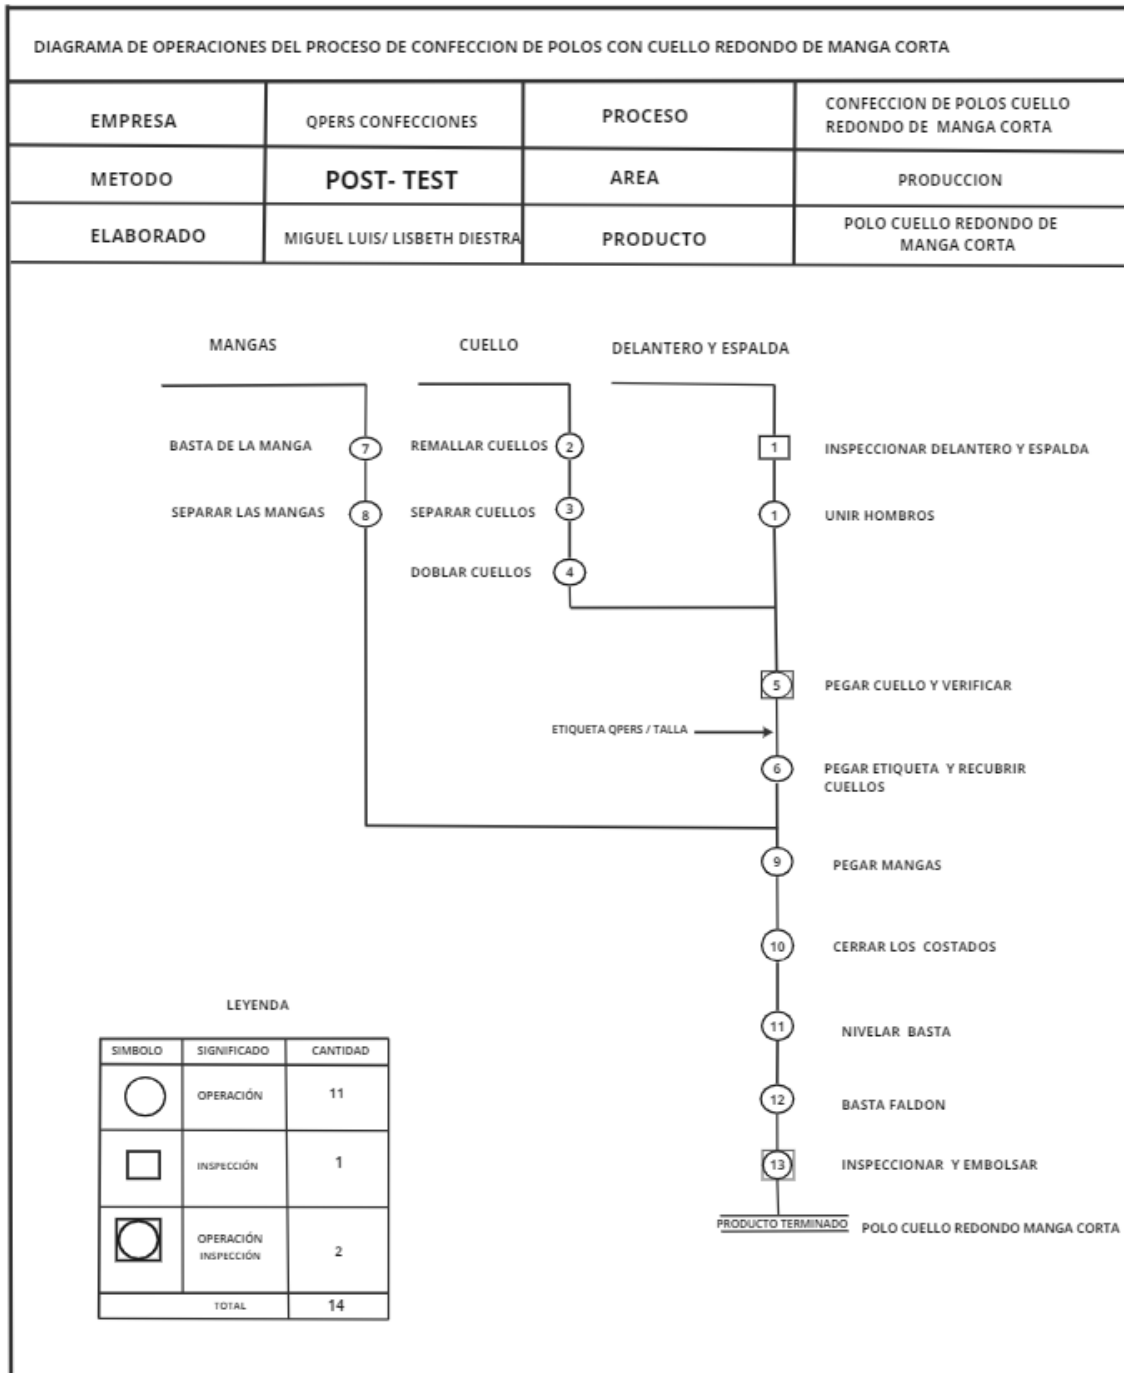 DIAGRAMA DE OPERACIONES DEL PROCESO DE CONFECCION DE POLOS CON CUELLO REDONDO DE MANGA CORTA
EMPRESA
QPERS CONFECCIONES
PROCESO
CONFECCION DE POLOS CUELLO
REDONDO DE MANGA CORTA
METODO
POST- TEST
AREA
PRODUCCION
ELABORADO
MIGUEL LUIS/ LISBETH DIESTRA
PRODUCTO
POLO CUELLO REDONDO DE
MANGA CORTA
MANGAS
CUELLO
DELANTERO Y ESPALDA
BASTA DE LA MANGA
7
REMALLAR CUELLOS
2
1
INSPECCIONAR DELANTERO Y ESPALDA
SEPARAR LAS MANGAS
8
SEPARAR CUELLOS
3
1
UNIR HOMBROS
DOBLAR CUELLOS
4
5
PEGAR CUELLO Y VERIFICAR
ETIQUETA QPERS / TALLA
6
PEGAR ETIQUETA Y RECUBRIR
CUELLOS
9
PEGAR MANGAS
10
CERRAR LOS COSTADOS
11
NIVELAR BASTA
12
BASTA FALDON
13
INSPECCIONAR Y EMBOLSAR
PRODUCTO TERMINADO
POLO CUELLO REDONDO MANGA CORTA
LEYENDA
SIMBOLO
SIGNIFICADO
CANTIDAD
OPERACIÓN
11
INSPECCIÓN
1
OPERACIÓN
INSPECCIÓN
2
TOTAL
14